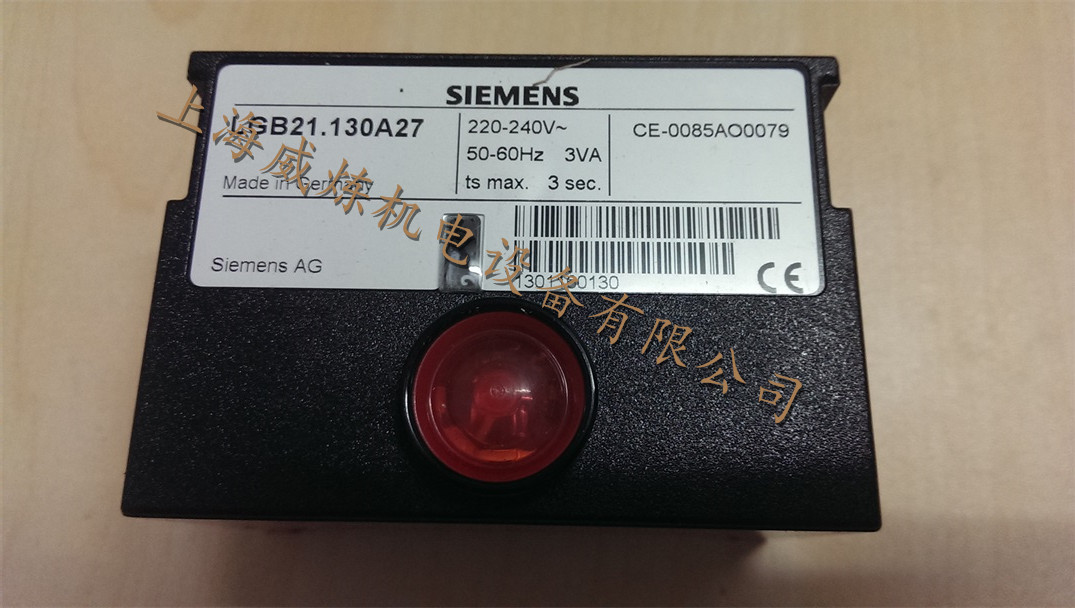 SIEMENS
LGB21.130A27
220-240V~
50-60Hz 3VA
ts max. 3 sec.
CE-0085AO0079
Made in Germany
Siemens AG
CE
上海威炼机电设备有限公司